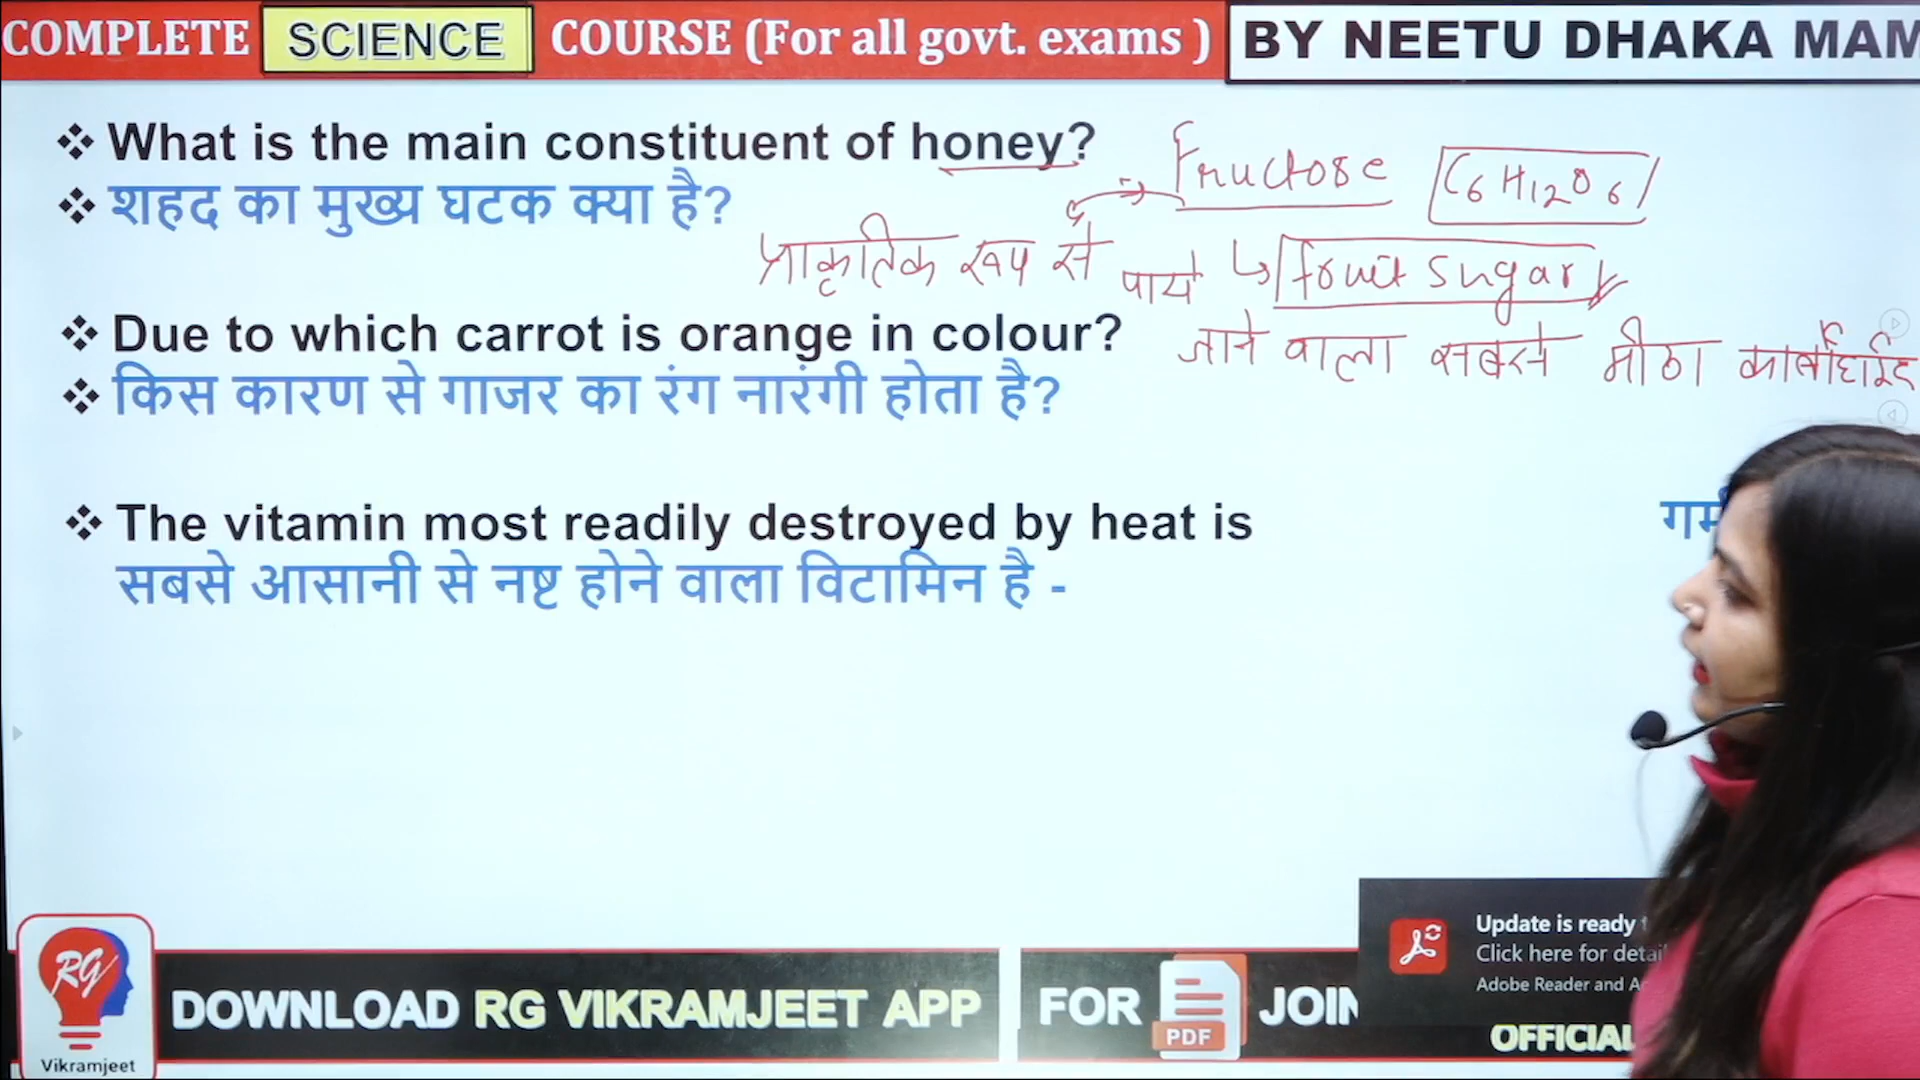 COMPLETE SCIENCE COURSE (For all govt. exams ) BY NEETU DHAKA MAM
❖ What is the main constituent of honey?
Fructose C6H12O6
❖ शहद का मुख्य घटक क्या है?
प्राकृतिक रूप से पाये
↳ fruit sugar
जाने वाला सबसे मीठा
❖ Due to which carrot is orange in colour?
❖ किस कारण से गाजर का रंग नारंगी होता है?
❖ The vitamin most readily destroyed by heat is
सबसे आसानी से नष्ट होने वाला विटामिन है -
Update is ready
Click here for detail
Adobe Reader and A
RG
Vikramjeet
DOWNLOAD RG VIKRAMJEET APP
FOR PDF JOIN
OFFICIAL